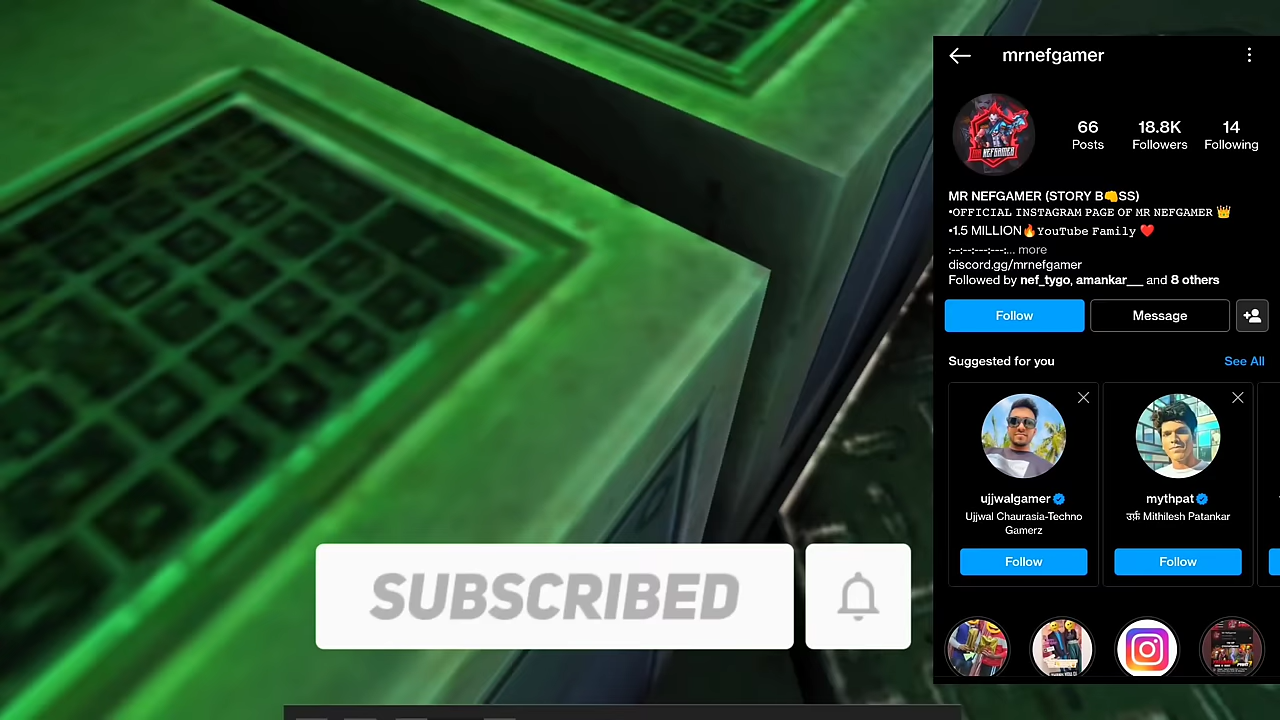 mrnefgamer
66 18.8K 14
Posts Followers Following
MR NEFGAMER (STORY B👊SS)
•𝙾𝙵𝙵𝙸𝙲𝙸𝙰𝙻 𝙸𝙽𝚂𝚃𝙰𝙶𝚁𝙰𝙼 𝙿𝙰𝙶𝙴 𝙾𝙵 𝙼𝚁 𝙽𝙴𝙵𝙶𝙰𝙼𝙴𝚁 👑
•1.5 MILLION🔥𝚈𝚘𝚞𝚃𝚞𝚋𝚎 𝙵𝚊𝚖𝚒𝚕𝚢 ❤️
:--:--:---:---:... more
discord.gg/mrnefgamer
Followed by nef_tygo, amankar___ and 8 others
Follow Message
Suggested for you See All
ujjwalgamer mythpat
Ujjwal Chaurasia-Techno Gamerz
उर्फ़ Mithilesh Patankar
Follow Follow
SUBSCRIBED